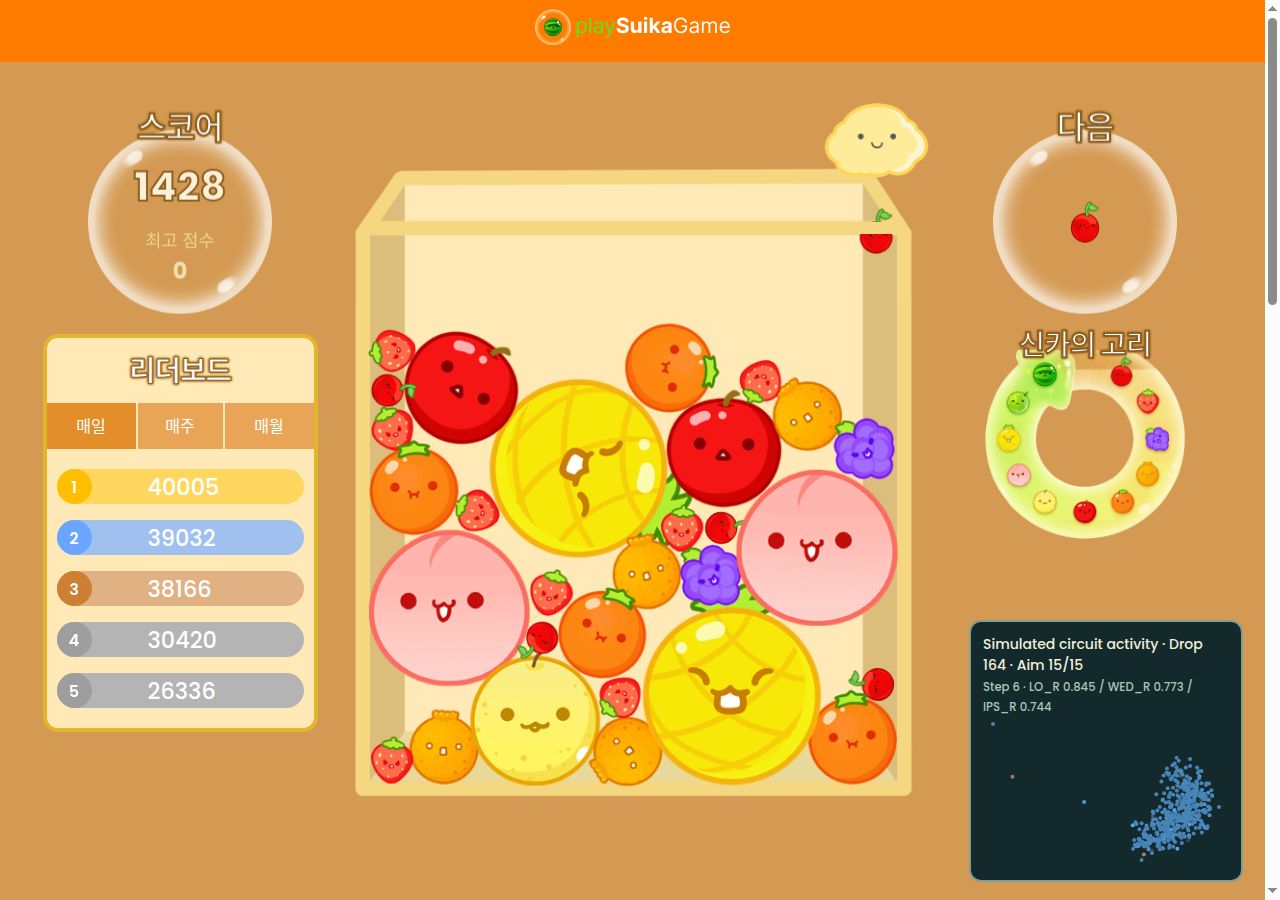 playSuikaGame
스코어
1428
최고 점수
0
다음
리더보드
매일 매주 매월
1 40005
2 39032
3 38166
4 30420
5 26336
신카의 고리
Simulated circuit activity · Drop
164 · Aim 15/15
Step 6 · LO_R 0.845 / WED_R 0.773 /
IPS_R 0.744